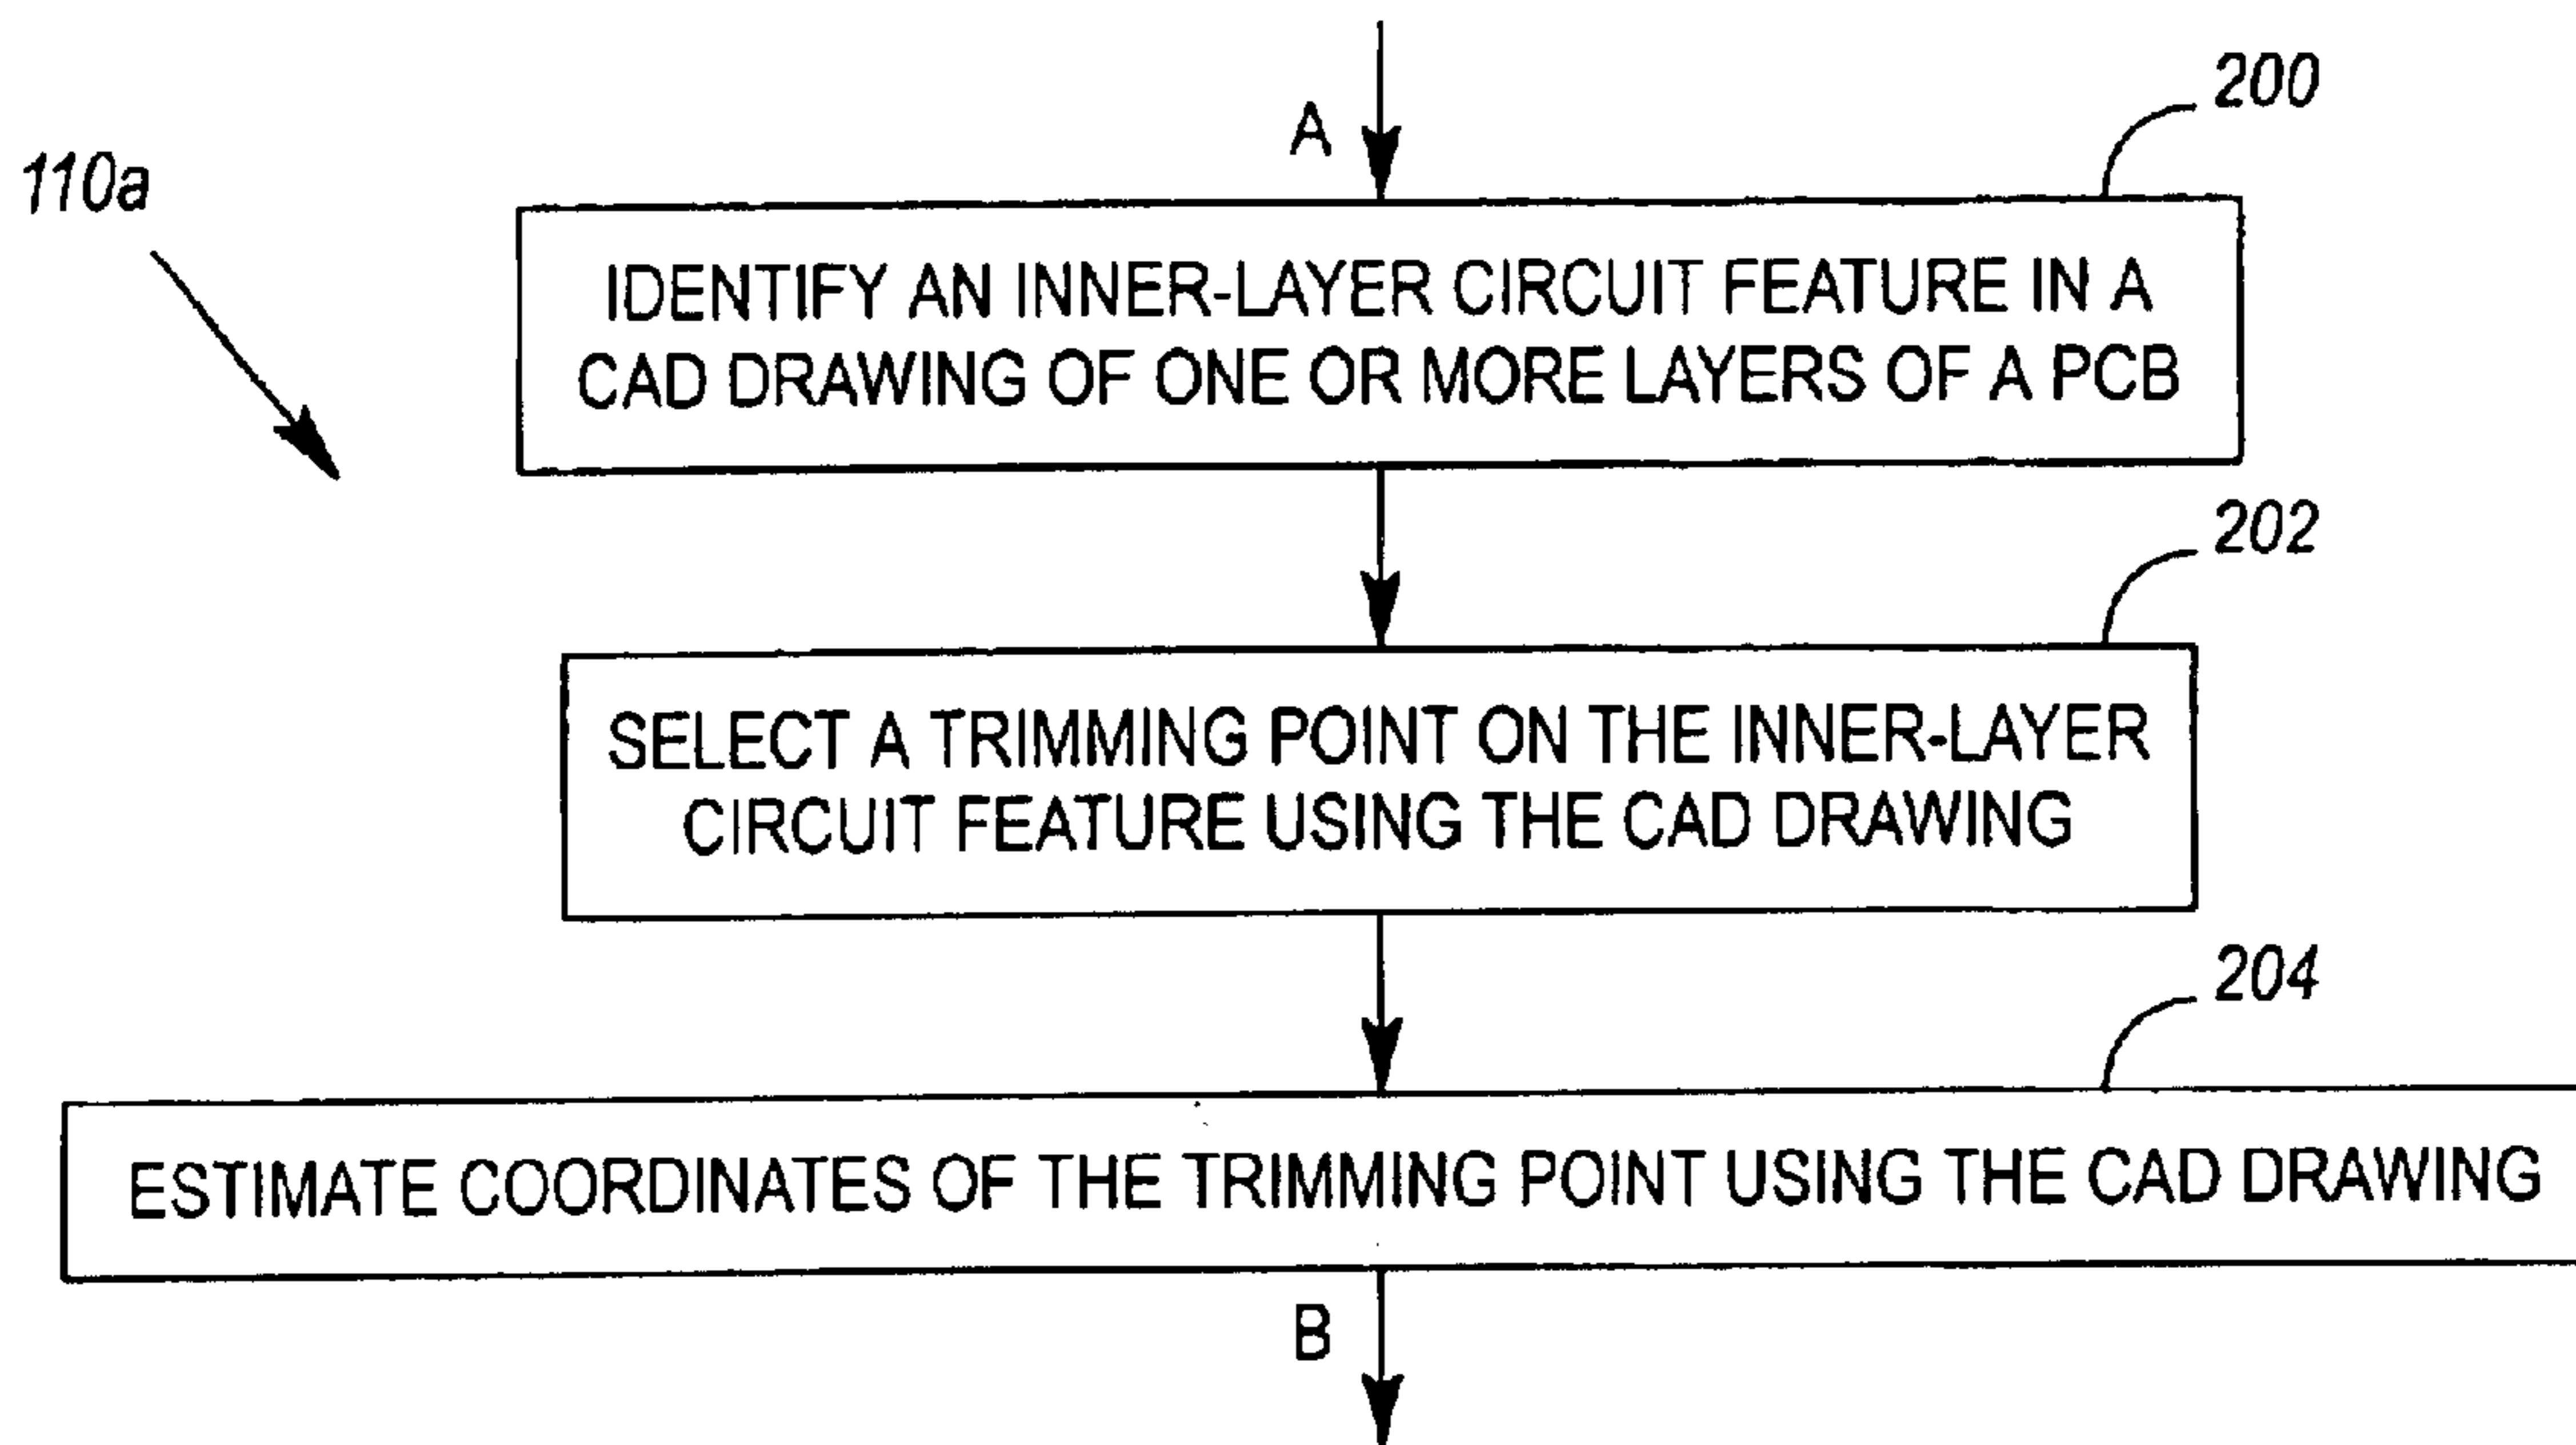 200
A
110a
IDENTIFY AN INNER-LAYER CIRCUIT FEATURE IN A
CAD DRAWING OF ONE OR MORE LAYERS OF A PCB
202
SELECT A TRIMMING POINT ON THE INNER-LAYER
CIRCUIT FEATURE USING THE CAD DRAWING
204
ESTIMATE COORDINATES OF THE TRIMMING POINT USING THE CAD DRAWING
B